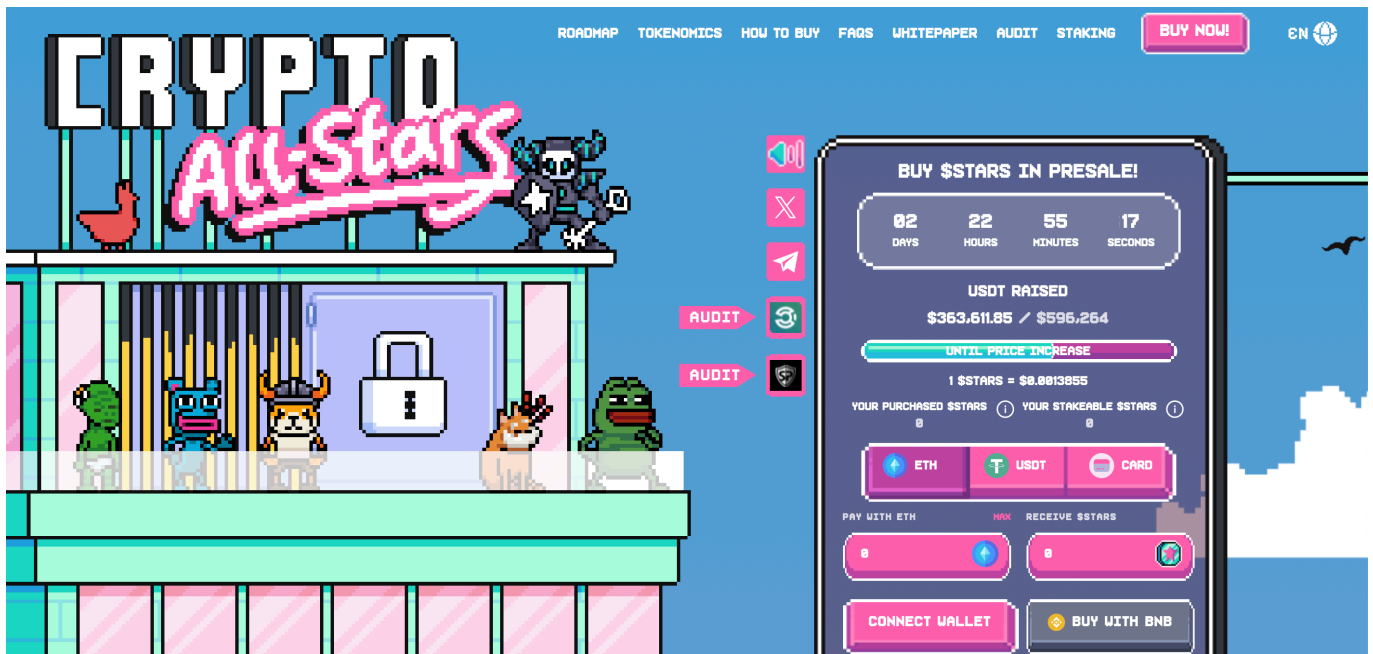 ROADMAP TOKENOMICS HOW TO BUY FAQS WHITEPAPER AUDIT STAKING BUY NOW! EN
CRYPTO
All-Stars
BUY $STARS IN PRESALE!
02 22 55 17
DAYS HOURS MINUTES SECONDS
USDT RAISED
$363,611.85 / $596,264
UNTIL PRICE INCREASE
1 $STARS = $0.0013855
YOUR PURCHASED $STARS i YOUR STAKEABLE $STARS i
0 0
AUDIT
AUDIT
ETH USDT CARD
PAY WITH ETH MAX RECEIVE $STARS
0 0
CONNECT WALLET BUY WITH BNB